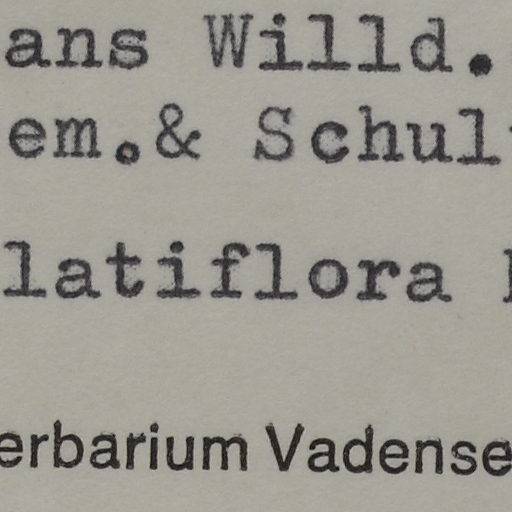 ans Willd.
em.& Schul
latiflora
erbarium Vadense